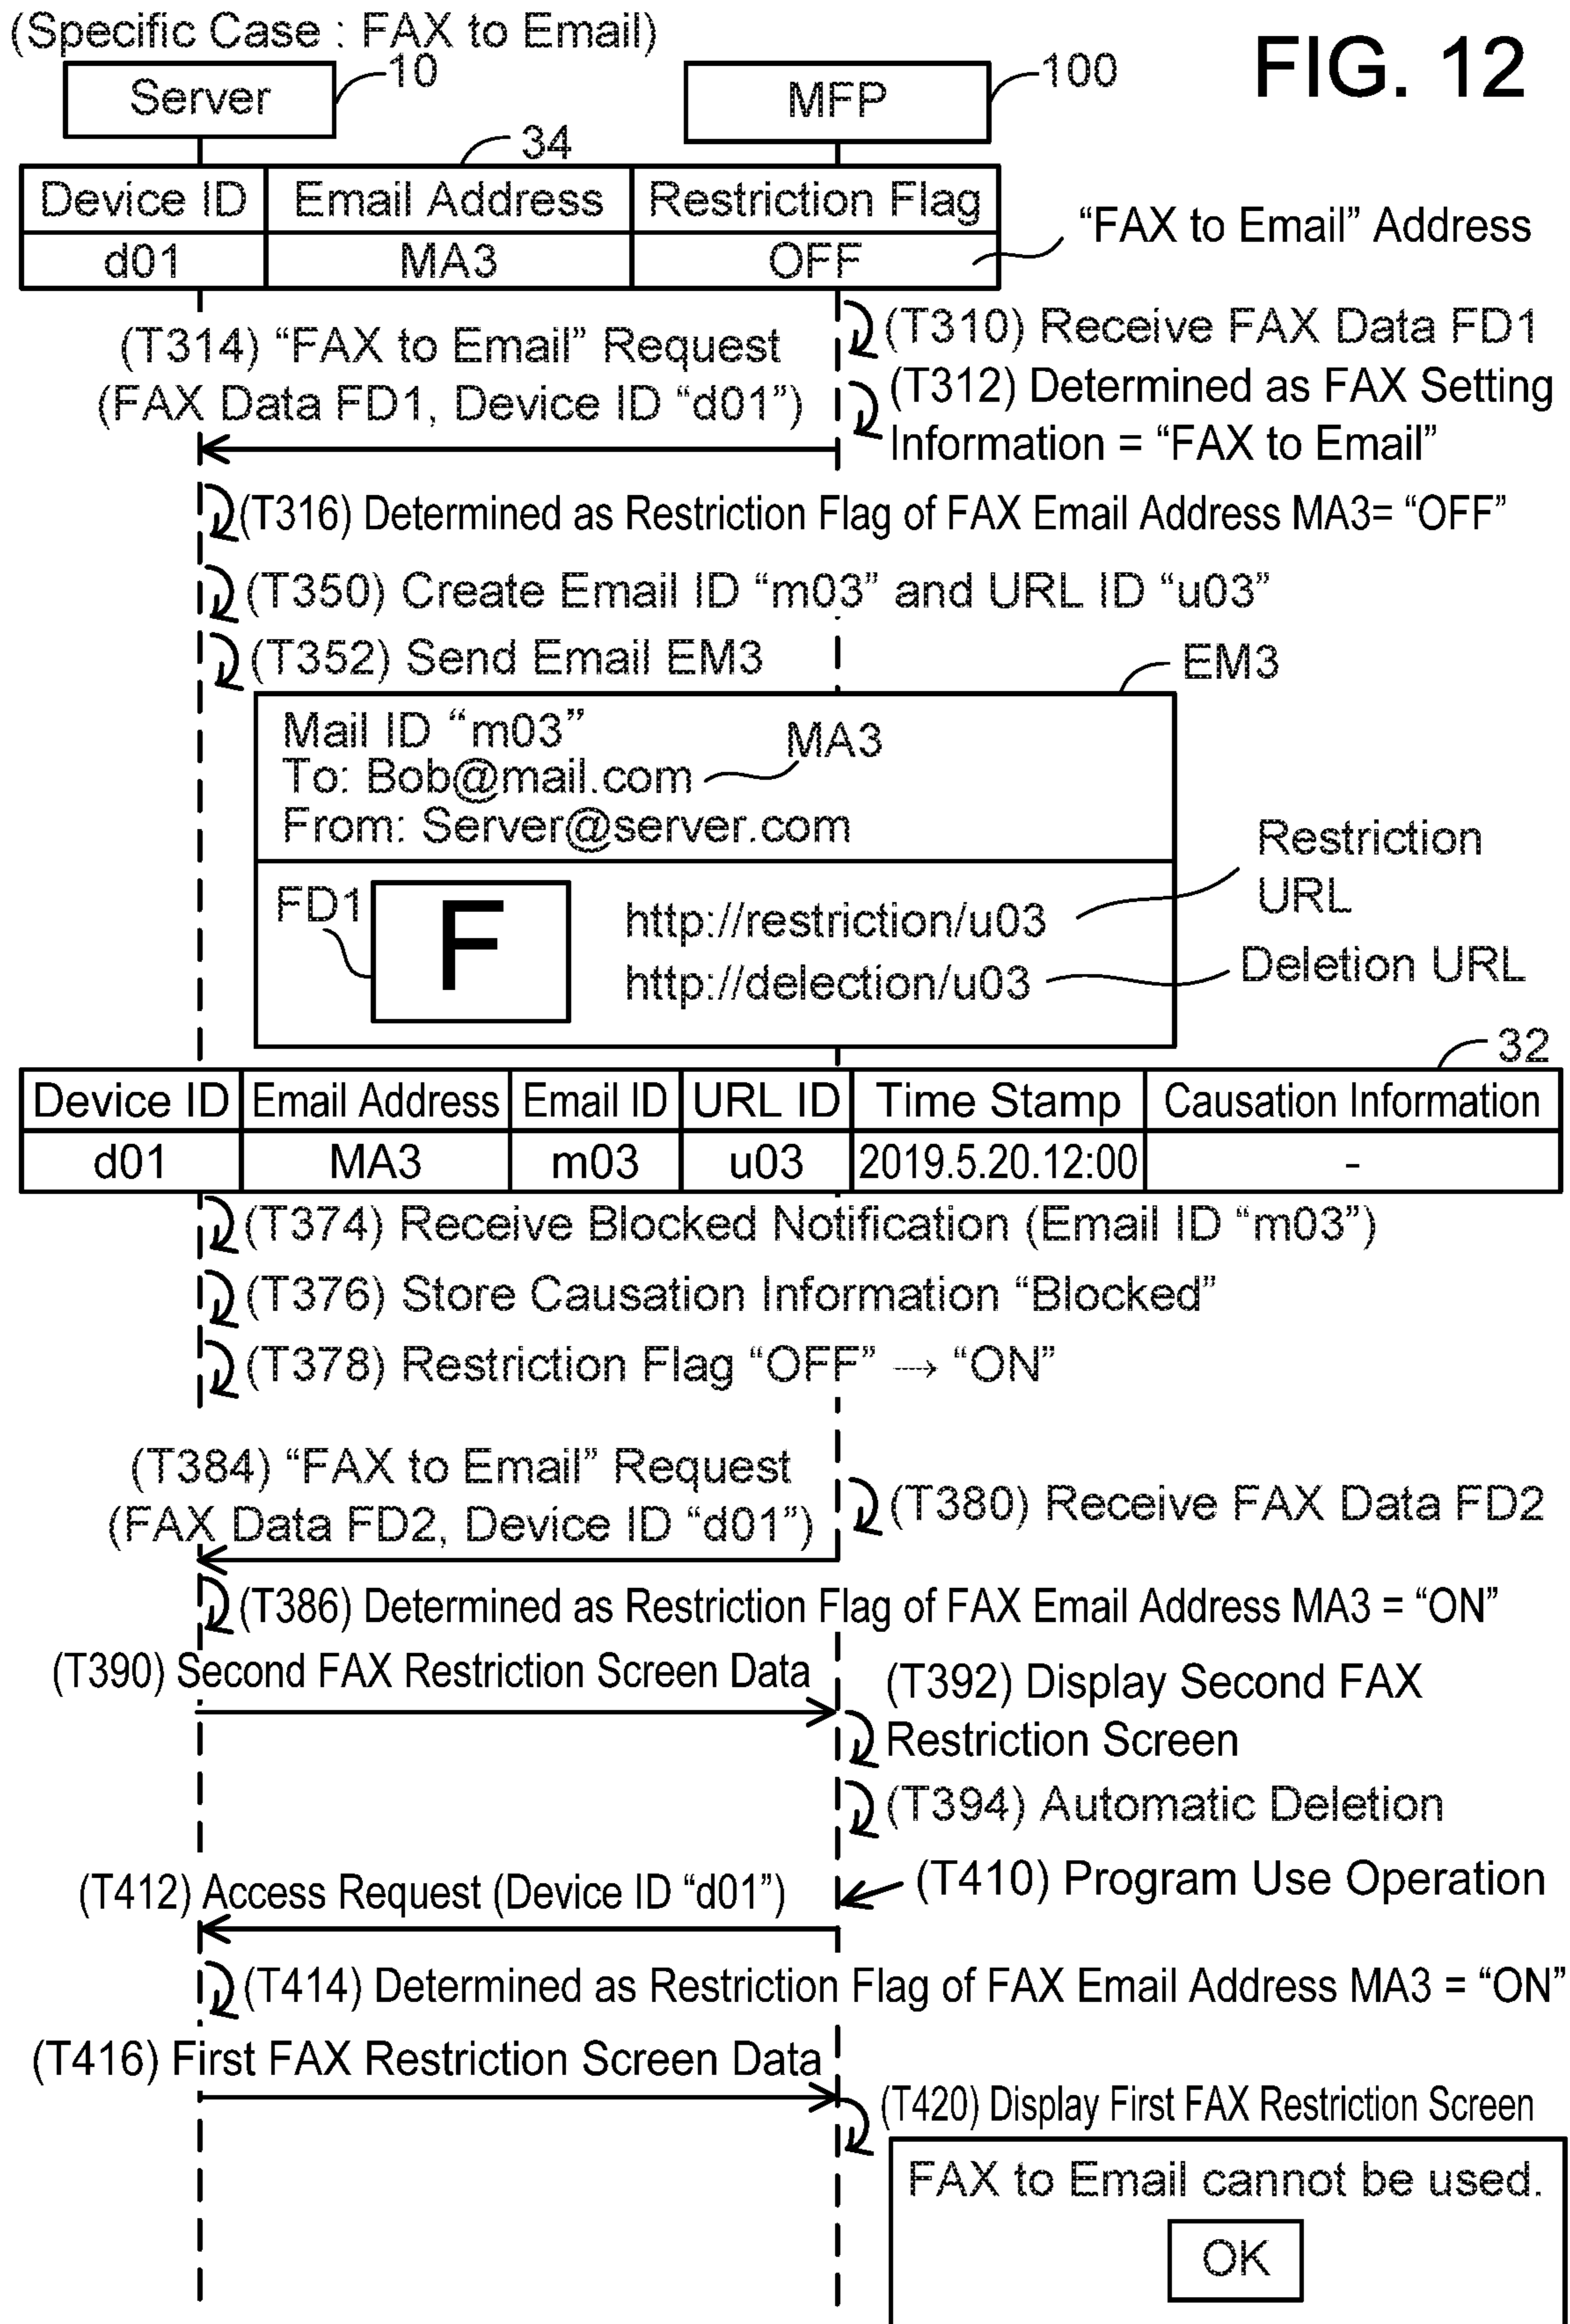 (Specific Case : FAX to Email)
FIG. 12
Server
10
MFP
100
34
Device ID Email Address Restriction Flag
d01 MA3 OFF
“FAX to Email” Address
(T310) Receive FAX Data FD1
(T312) Determined as FAX Setting
Information = “FAX to Email”
(T314) “FAX to Email” Request
(FAX Data FD1, Device ID “d01”)
(T316) Determined as Restriction Flag of FAX Email Address MA3= “OFF”
(T350) Create Email ID “m03” and URL ID “u03”
(T352) Send Email EM3
EM3
Mail ID “m03”
MA3
To: Bob@mail.com
From: Server@server.com
FD1
F
http://restriction/u03
http://delection/u03
Restriction
URL
Deletion URL
32
Device ID Email Address Email ID URL ID Time Stamp Causation Information
d01 MA3 m03 u03 2019.5.20.12:00 -
(T374) Receive Blocked Notification (Email ID “m03”)
(T376) Store Causation Information “Blocked”
(T378) Restriction Flag “OFF” → “ON”
(T380) Receive FAX Data FD2
(T384) “FAX to Email” Request
(FAX Data FD2, Device ID “d01”)
(T386) Determined as Restriction Flag of FAX Email Address MA3 = “ON”
(T390) Second FAX Restriction Screen Data
(T392) Display Second FAX
Restriction Screen
(T394) Automatic Deletion
(T410) Program Use Operation
(T412) Access Request (Device ID “d01”)
(T414) Determined as Restriction Flag of FAX Email Address MA3 = “ON”
(T416) First FAX Restriction Screen Data
(T420) Display First FAX Restriction Screen
FAX to Email cannot be used.
OK